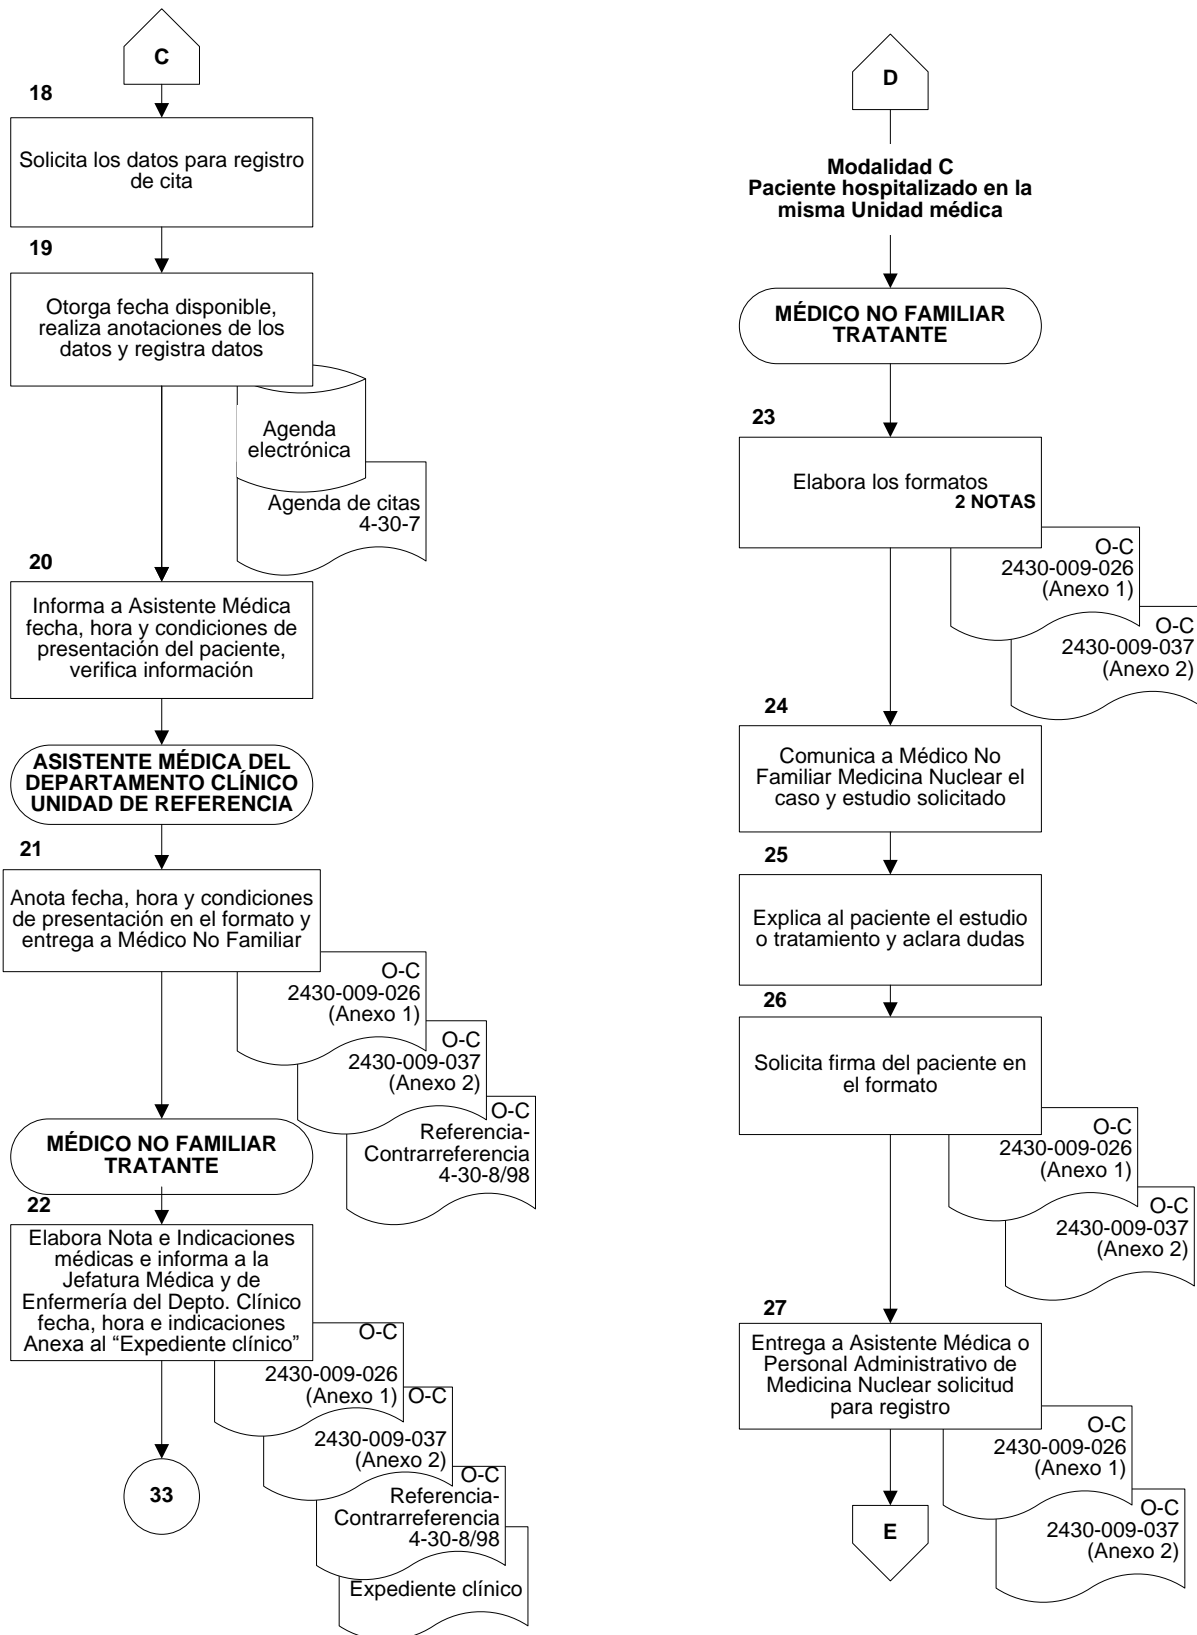 C
18
Solicita los datos para registro
de cita
19
Otorga fecha disponible,
realiza anotaciones de los
datos y registra datos
Agenda
electrónica
Agenda de citas
4-30-7
20
Informa a Asistente Médica
fecha, hora y condiciones de
presentación del paciente,
verifica información
ASISTENTE MÉDICA DEL
DEPARTAMENTO CLÍNICO
UNIDAD DE REFERENCIA
21
Anota fecha, hora y condiciones
de presentación en el formato y
entrega a Médico No Familiar
O-C
2430-009-026
(Anexo 1)
O-C
2430-009-037
(Anexo 2)
O-C
Referencia-
Contrarreferencia
4-30-8/98
MÉDICO NO FAMILIAR
TRATANTE
22
Elabora Nota e Indicaciones
médicas e informa a la
Jefatura Médica y de
Enfermería del Depto. Clínico
fecha, hora e indicaciones
Anexa al “Expediente clínico”
O-C
2430-009-026
(Anexo 1)
O-C
2430-009-037
(Anexo 2)
O-C
Referencia-
Contrarreferencia
4-30-8/98
Expediente clínico
33
D
Modalidad C
Paciente hospitalizado en la
misma Unidad médica
MÉDICO NO FAMILIAR
TRATANTE
23
Elabora los formatos
2 NOTAS
O-C
2430-009-026
(Anexo 1)
O-C
2430-009-037
(Anexo 2)
24
Comunica a Médico No
Familiar Medicina Nuclear el
caso y estudio solicitado
25
Explica al paciente el estudio
o tratamiento y aclara dudas
26
Solicita firma del paciente en
el formato
O-C
2430-009-026
(Anexo 1)
O-C
2430-009-037
(Anexo 2)
27
Entrega a Asistente Médica o
Personal Administrativo de
Medicina Nuclear solicitud
para registro
O-C
2430-009-026
(Anexo 1)
O-C
2430-009-037
(Anexo 2)
E